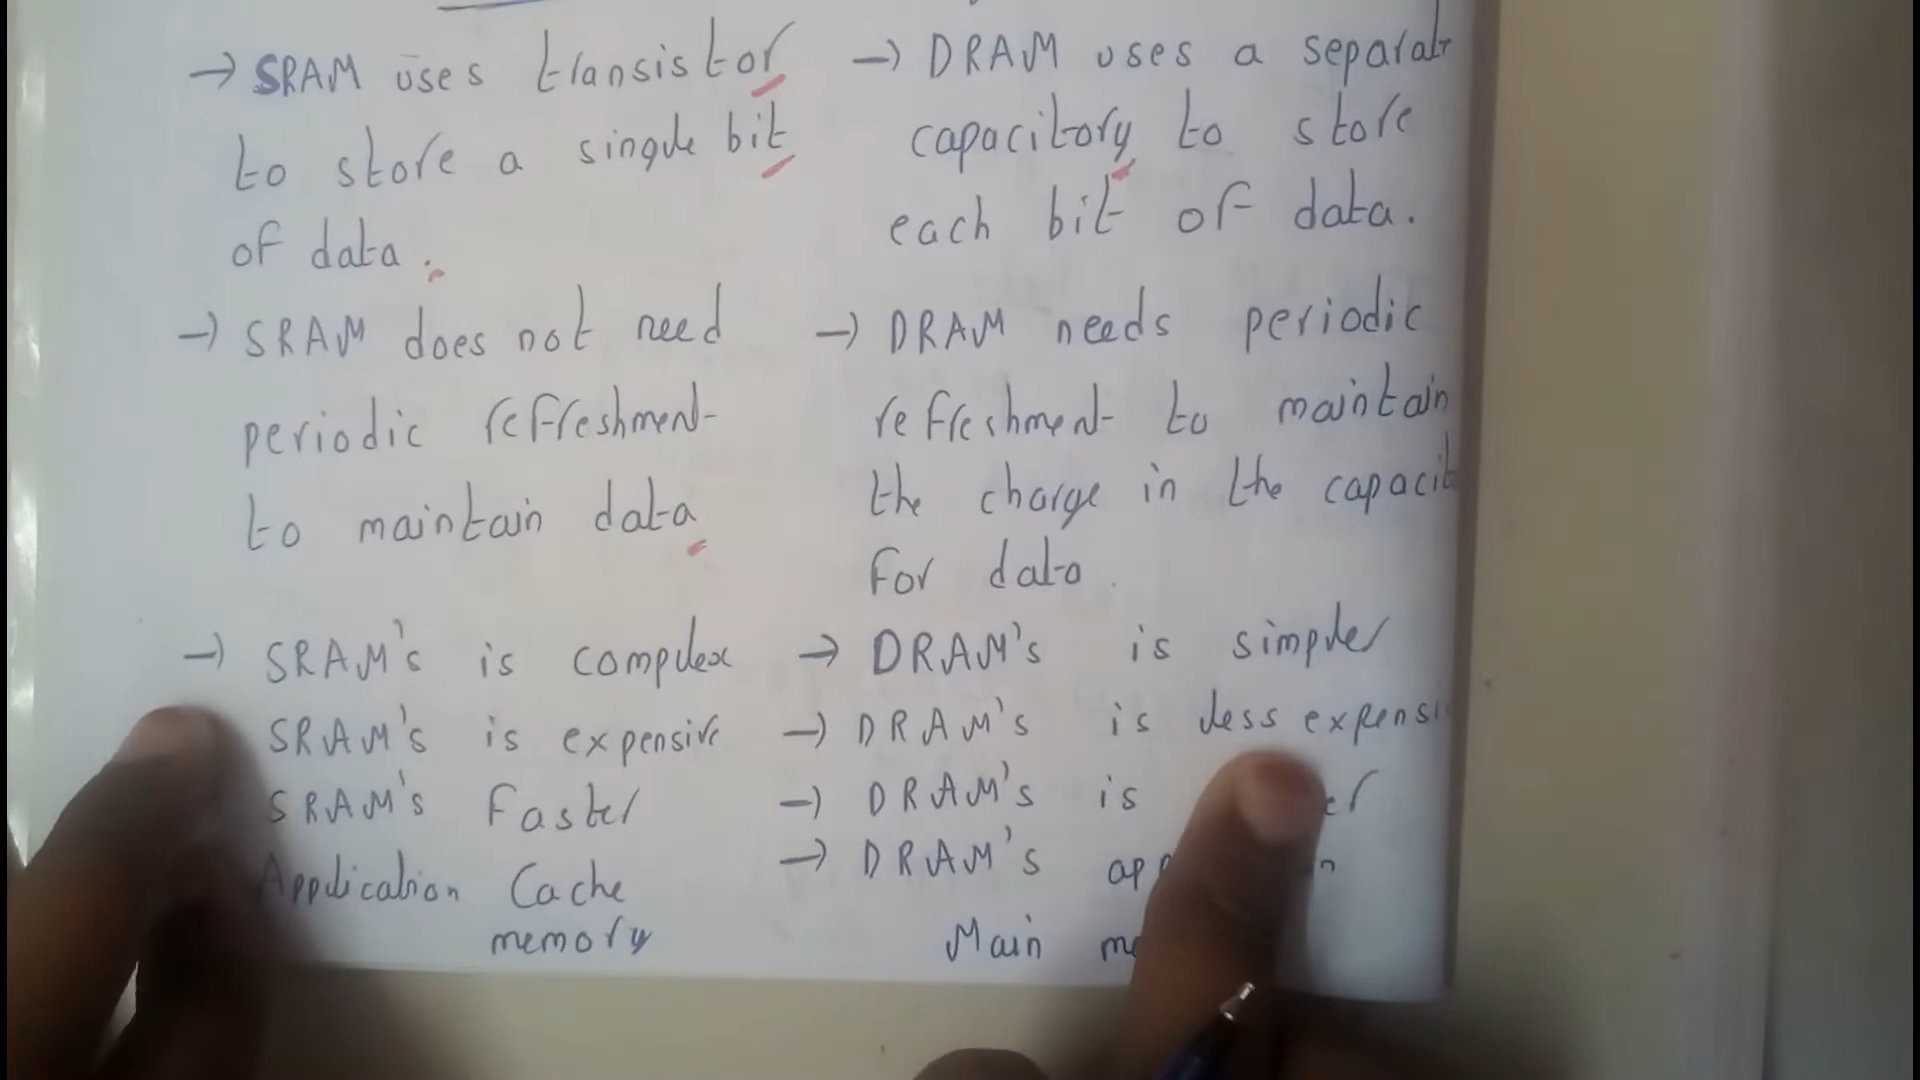 → SRAM uses transistor
to store a single bit
of data.
→ SRAM does not need
periodic refreshment
to maintain data
→ SRAM's is complex
SRAM's is expensive
SRAM's Faster
Application Cache
memory
→ DRAM uses a separat
capacitory to store
each bit of data.
→ DRAM needs periodic
refreshment to maintain
the charge in the capacit
For data
→ DRAM's is simpler
→ DRAM's is less expensi
→ DRAM's is
→ DRAM's
Main